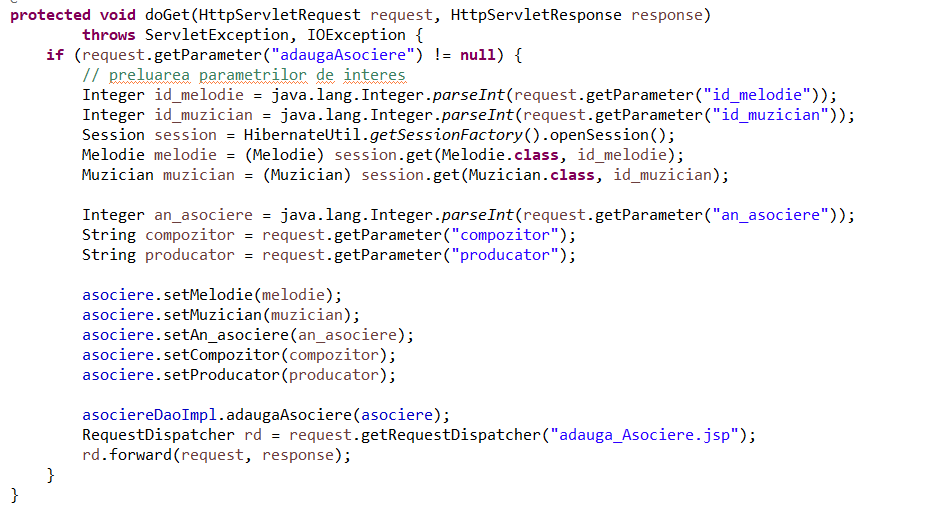 protected void doGet(HttpServletRequest request, HttpServletResponse response)
        throws ServletException, IOException {
    if (request.getParameter("adaugaAsociere") != null) {
        // preluarea parametrilor de interes
        Integer id_melodie = java.lang.Integer.parseInt(request.getParameter("id_melodie"));
        Integer id_muzician = java.lang.Integer.parseInt(request.getParameter("id_muzician"));
        Session session = HibernateUtil.getSessionFactory().openSession();
        Melodie melodie = (Melodie) session.get(Melodie.class, id_melodie);
        Muzician muzician = (Muzician) session.get(Muzician.class, id_muzician);

        Integer an_asociere = java.lang.Integer.parseInt(request.getParameter("an_asociere"));
        String compozitor = request.getParameter("compozitor");
        String producator = request.getParameter("producator");

        asociere.setMelodie(melodie);
        asociere.setMuzician(muzician);
        asociere.setAn_asociere(an_asociere);
        asociere.setCompozitor(compozitor);
        asociere.setProducator(producator);

        asociereDaoImpl.adaugaAsociere(asociere);
        RequestDispatcher rd = request.getRequestDispatcher("adauga_Asociere.jsp");
        rd.forward(request, response);
    }
}